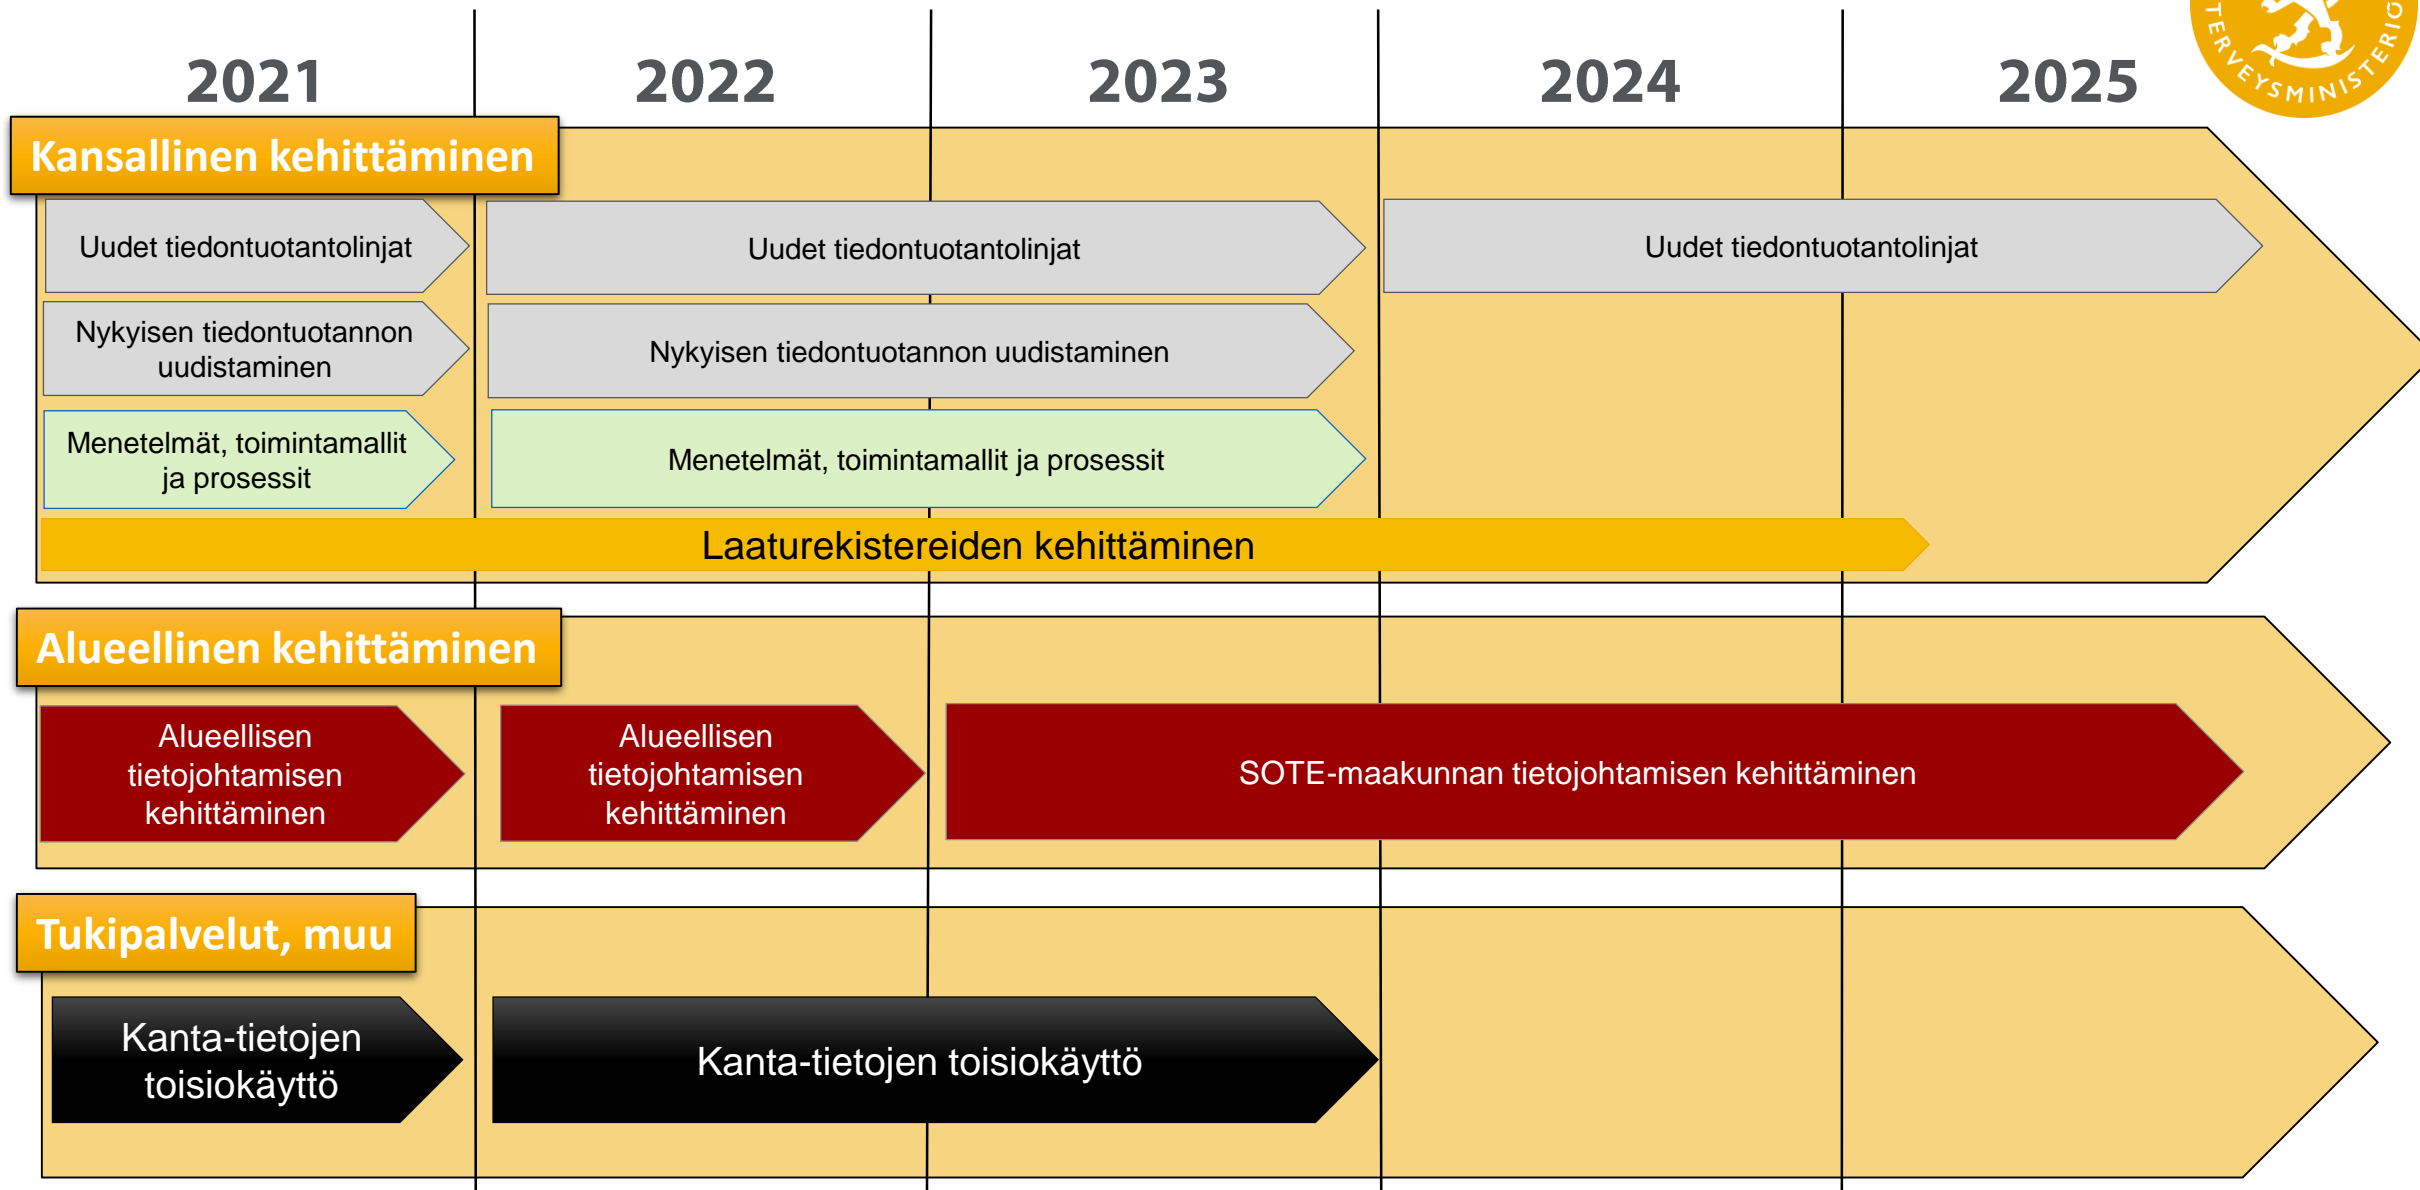 2021
2022
2023
2024
2025
TERVEYSMINISTERIÖ
Kansallinen kehittäminen
Uudet tiedontuotantolinjat
Uudet tiedontuotantolinjat
Uudet tiedontuotantolinjat
Nykyisen tiedontuotannon
uudistaminen
Nykyisen tiedontuotannon uudistaminen
Menetelmät, toimintamallit
ja prosessit
Menetelmät, toimintamallit ja prosessit
Laaturekistereiden kehittäminen
Alueellinen kehittäminen
Alueellisen
tietojohtamisen
kehittäminen
Alueellisen
tietojohtamisen
kehittäminen
SOTE-maakunnan tietojohtamisen kehittäminen
Tukipalvelut, muu
Kanta-tietojen
toisiokäyttö
Kanta-tietojen toisiokäyttö